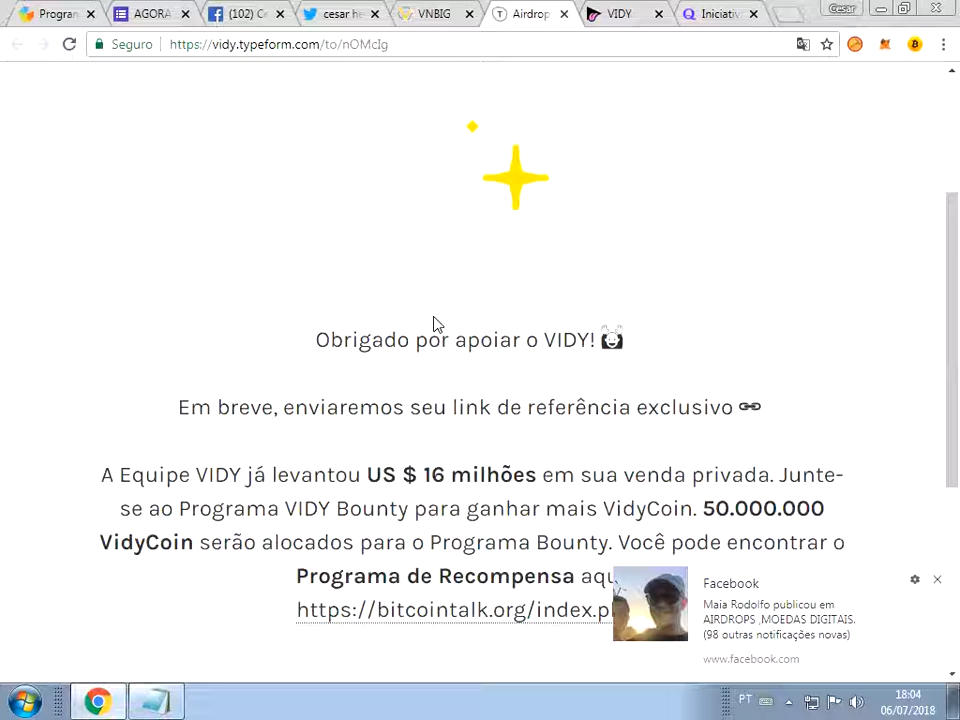 Program
AGORA
(102) C
cesar he
VNBIG
Airdrop
VIDY
Iniciativ
Cesar
Seguro
https://vidy.typeform.com/to/nOMcIg
Obrigado por apoiar o VIDY!
Em breve, enviaremos seu link de referência exclusivo
A Equipe VIDY já levantou US $ 16 milhões em sua venda privada. Junte-
se ao Programa VIDY Bounty para ganhar mais VidyCoin. 50.000.000
VidyCoin serão alocados para o Programa Bounty. Você pode encontrar o
Programa de Recompensa aqu
https://bitcointalk.org/index.p
Facebook
Maia Rodolfo publicou em
AIRDROPS ,MOEDAS DIGITAIS.
(98 outras notificações novas)
www.facebook.com
PT
18:04
06/07/2018